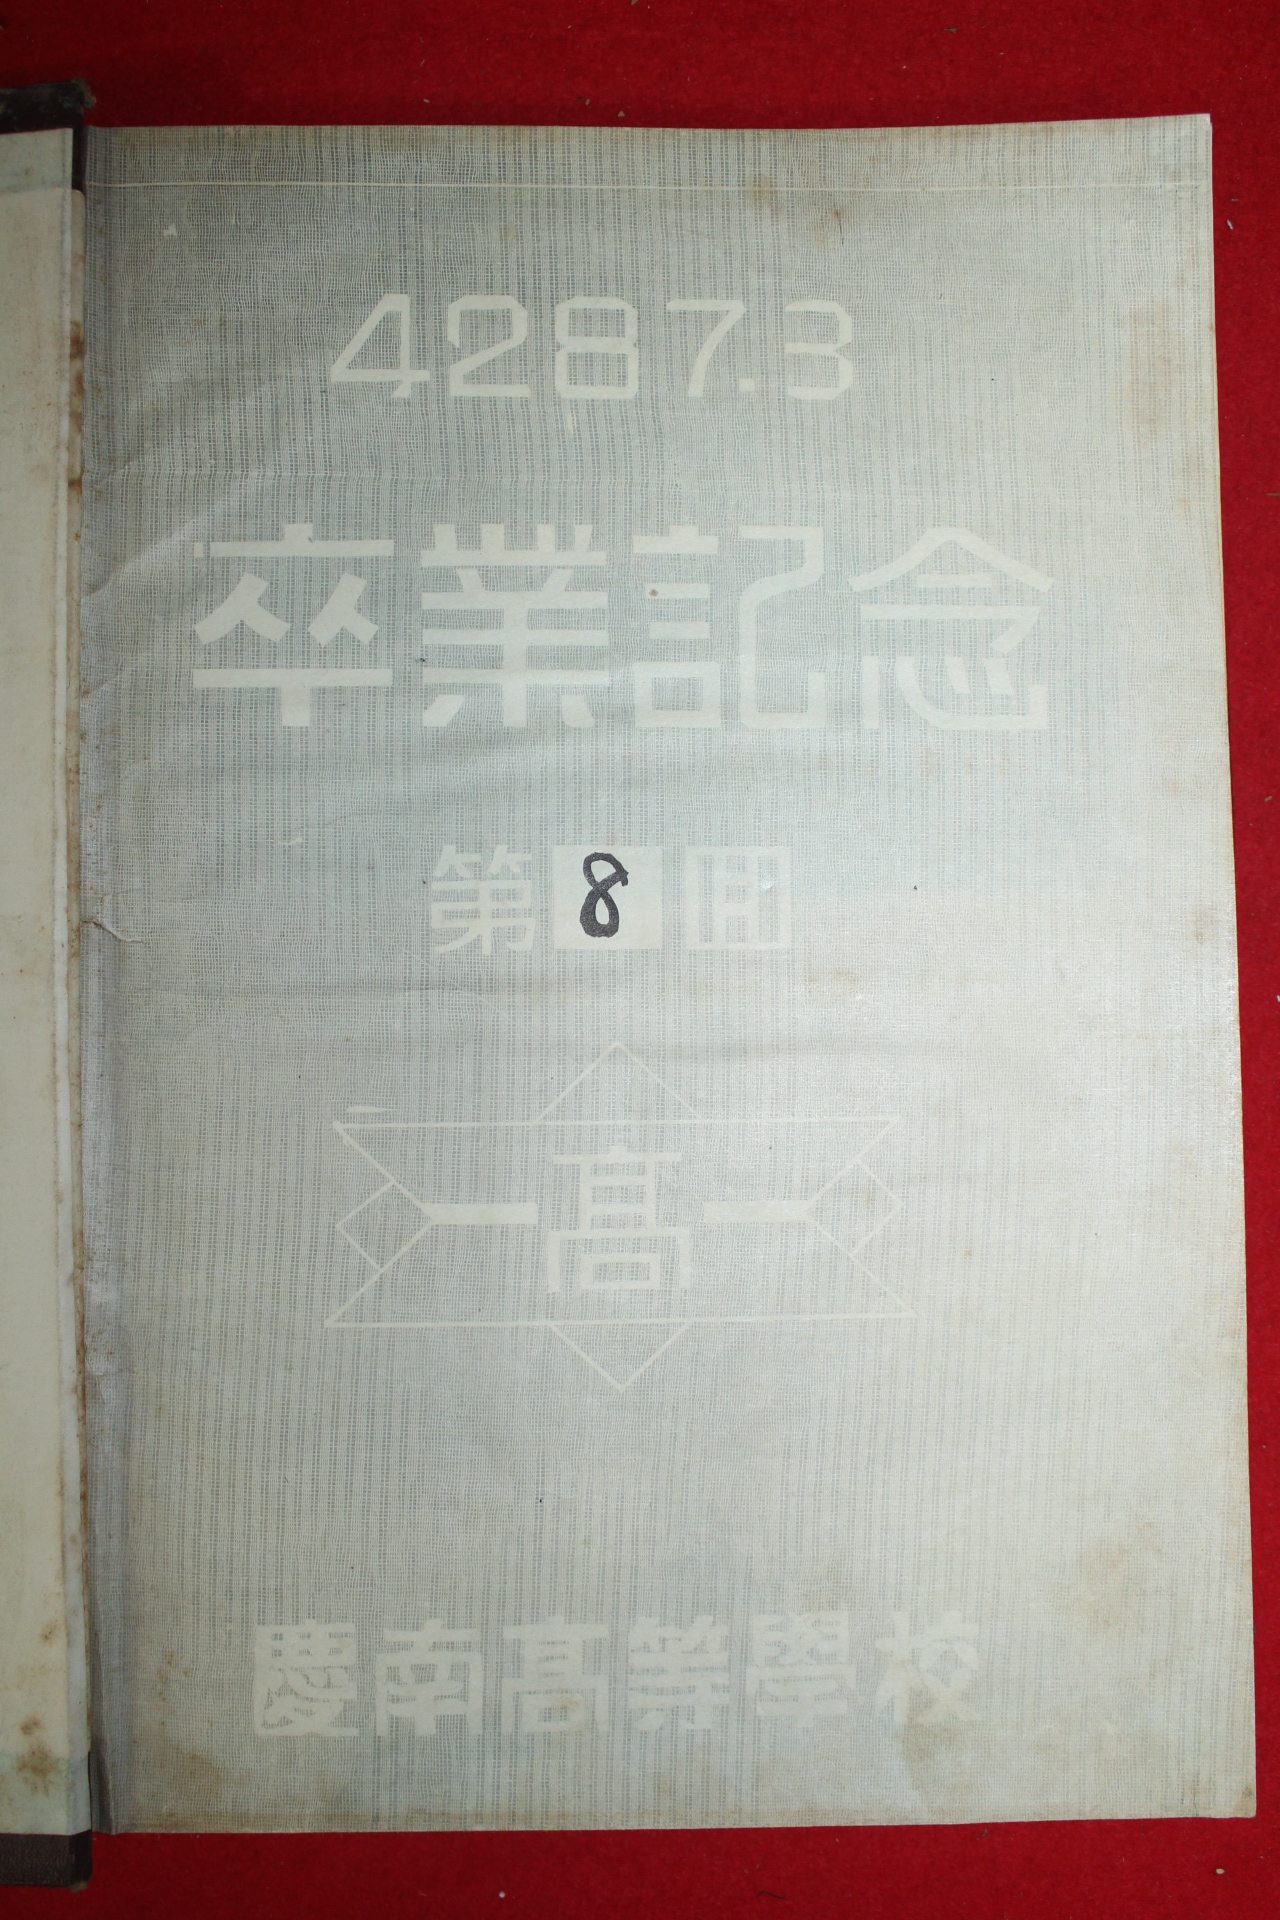 4287.3
卒業記念
第8回
高
慶南高等學校